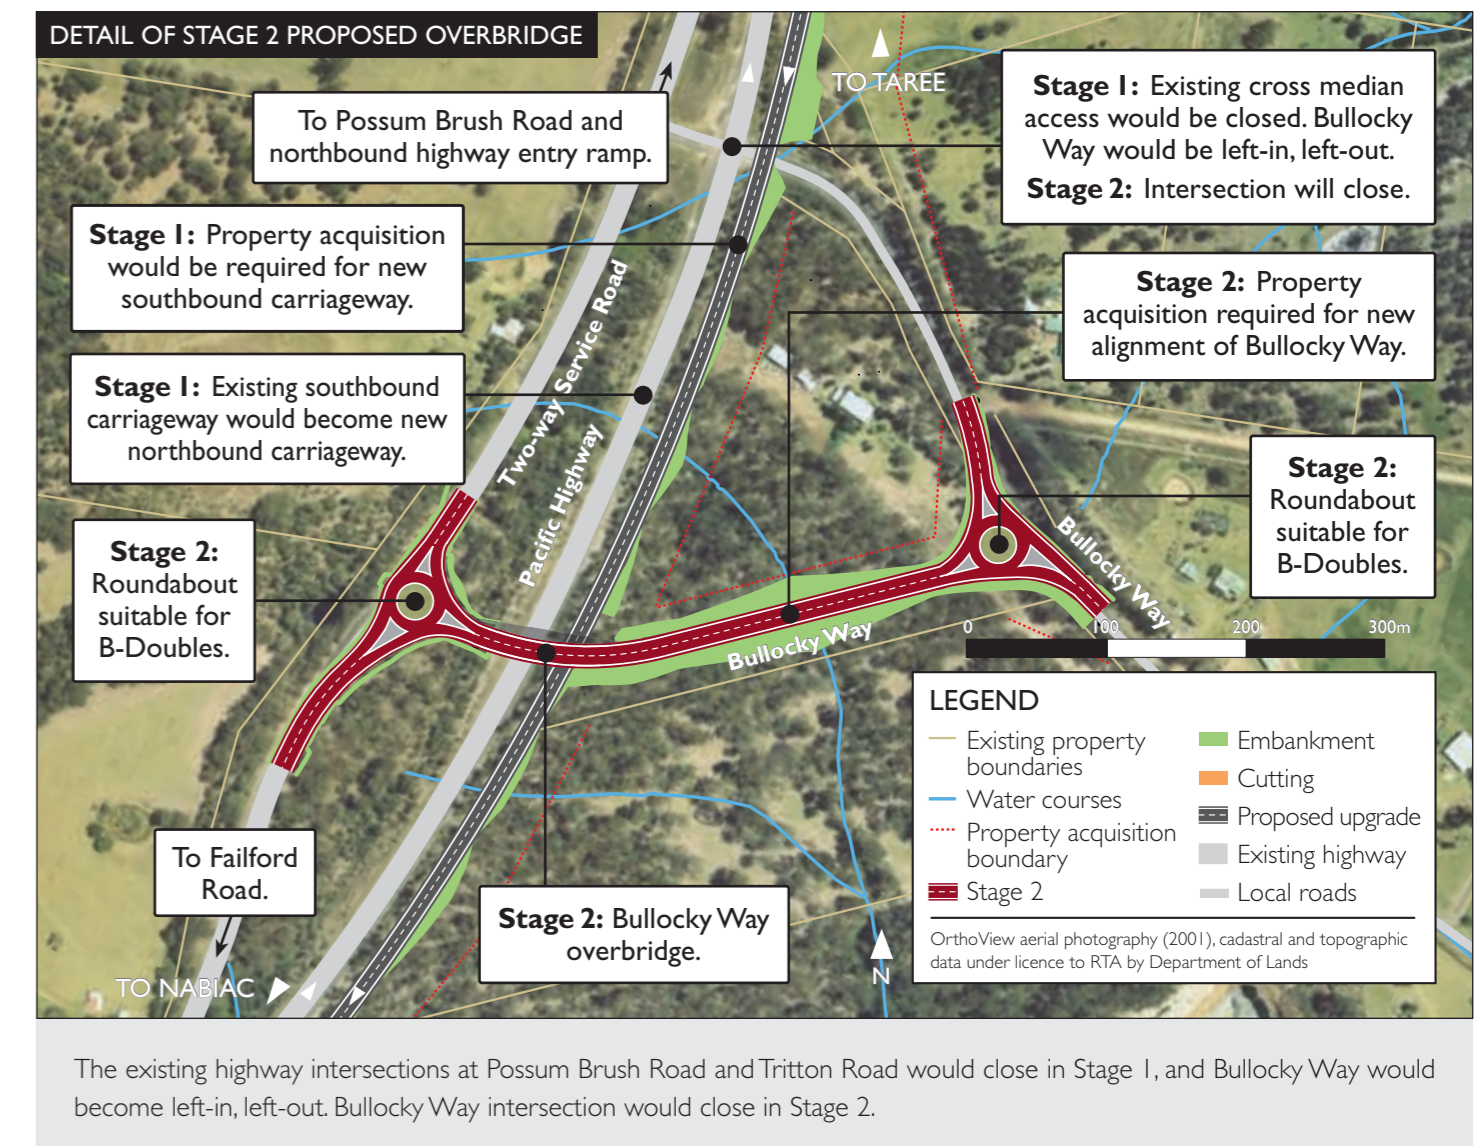 DETAIL OF STAGE 2 PROPOSED OVERBRIDGE
TO TAREE
To Possum Brush Road and
northbound highway entry ramp.
Stage 1: Existing cross median
access would be closed. Bullocky
Way would be left-in, left-out.
Stage 2: Intersection will close.
Stage 1: Property acquisition
would be required for new
southbound carriageway.
Stage 2: Property
acquisition required for new
alignment of Bullocky Way.
Stage 1: Existing southbound
carriageway would become new
northbound carriageway.
Two-way Service Road
Pacific Highway
Stage 2:
Roundabout
suitable for
B-Doubles.
Stage 2:
Roundabout
suitable for
B-Doubles.
Bullocky Way
Bullocky Way
0 100 200 300m
To Failford
Road.
Stage 2: Bullocky Way
overbridge.
TO NABIAC
N
LEGEND
Existing property
boundaries
Water courses
Property acquisition
boundary
Stage 2
Embankment
Cutting
Proposed upgrade
Existing highway
Local roads
OrthoView aerial photography (2001), cadastral and topographic
data under licence to RTA by Department of Lands
The existing highway intersections at Possum Brush Road and Tritton Road would close in Stage 1, and Bullocky Way would
become left-in, left-out. Bullocky Way intersection would close in Stage 2.